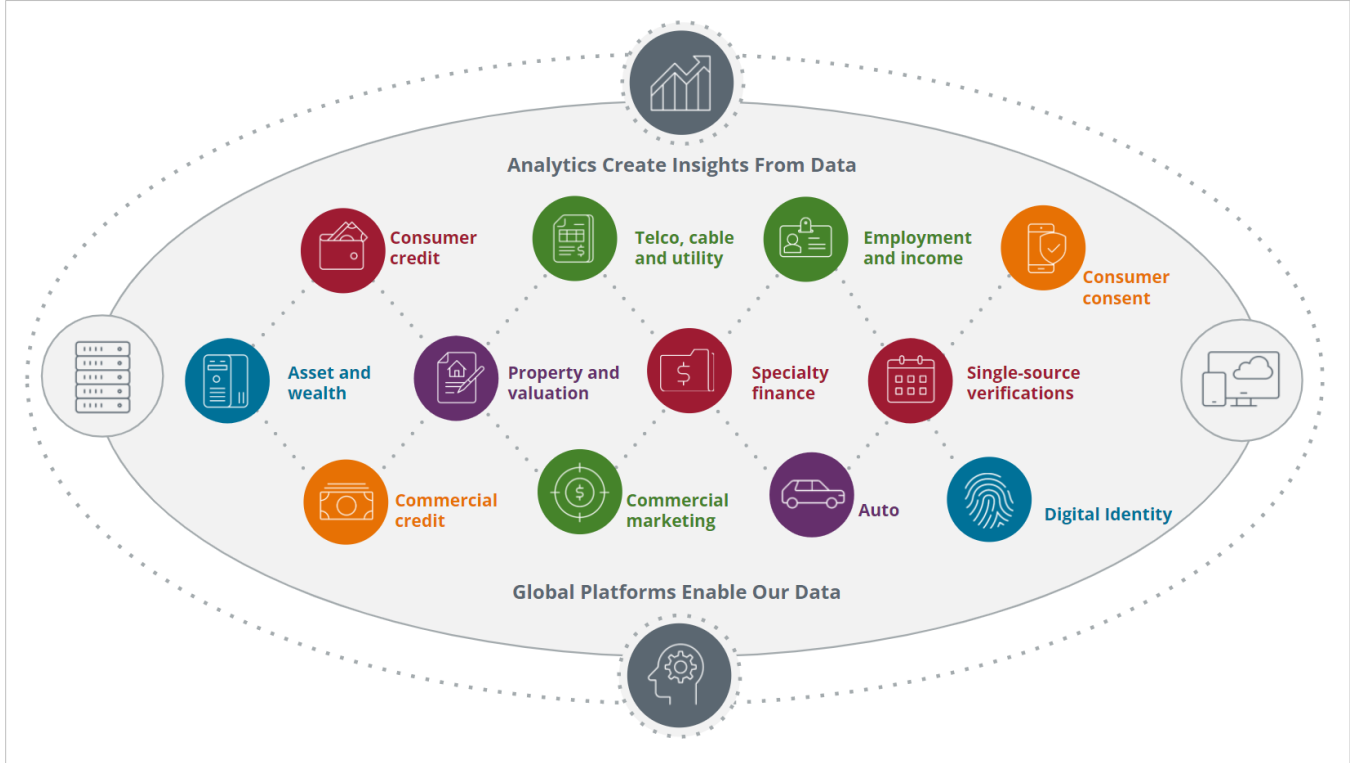 Analytics Create Insights From Data
Consumer
credit
Telco, cable
and utility
Employment
and income
Consumer
consent
Asset and
wealth
Property and
valuation
Specialty
finance
Single-source
verifications
Commercial
credit
Commercial
marketing
Auto
Digital Identity
Global Platforms Enable Our Data